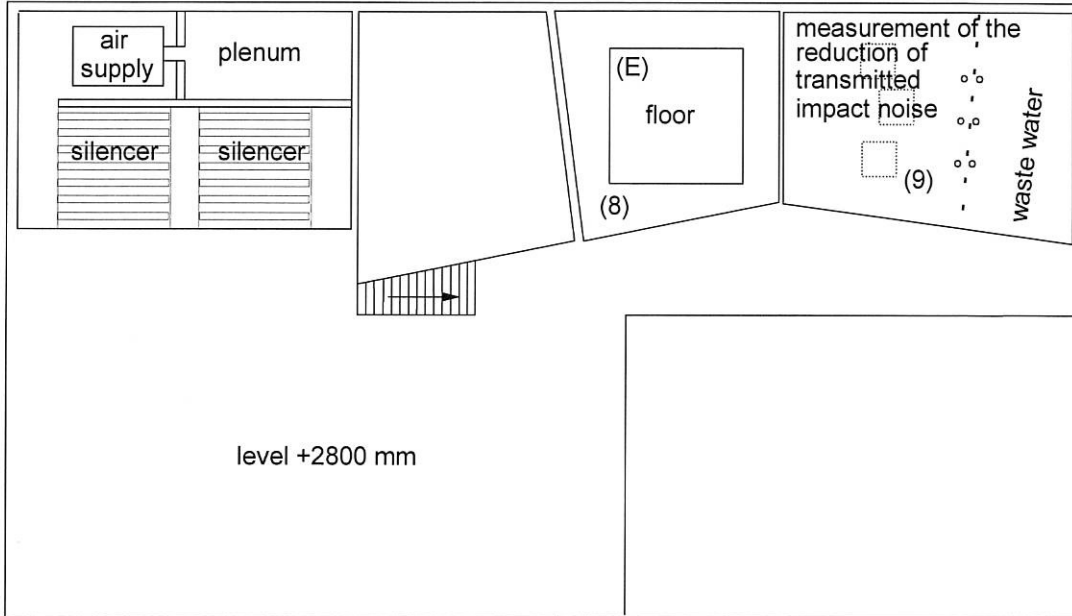 air
supply
plenum
silencer
silencer
(E)
floor
(8)
measurement of the
reduction of
transmitted
impact noise
(9)
waste water
level +2800 mm